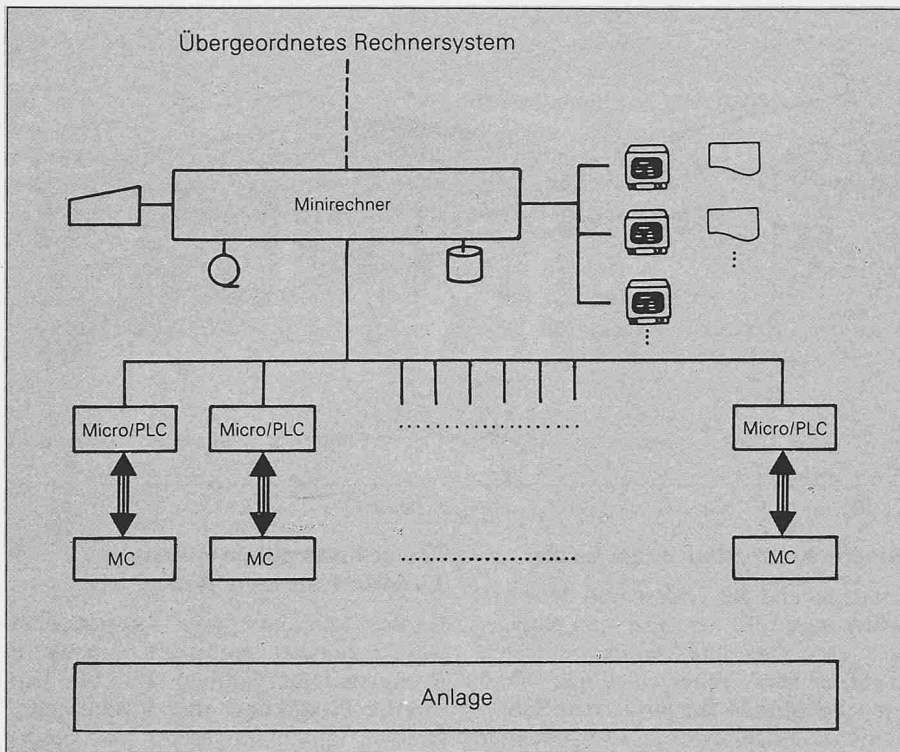 Übergeordnetes Rechnersystem
Minirechner
Micro/PLC Micro/PLC Micro/PLC
MC MC MC
Anlage